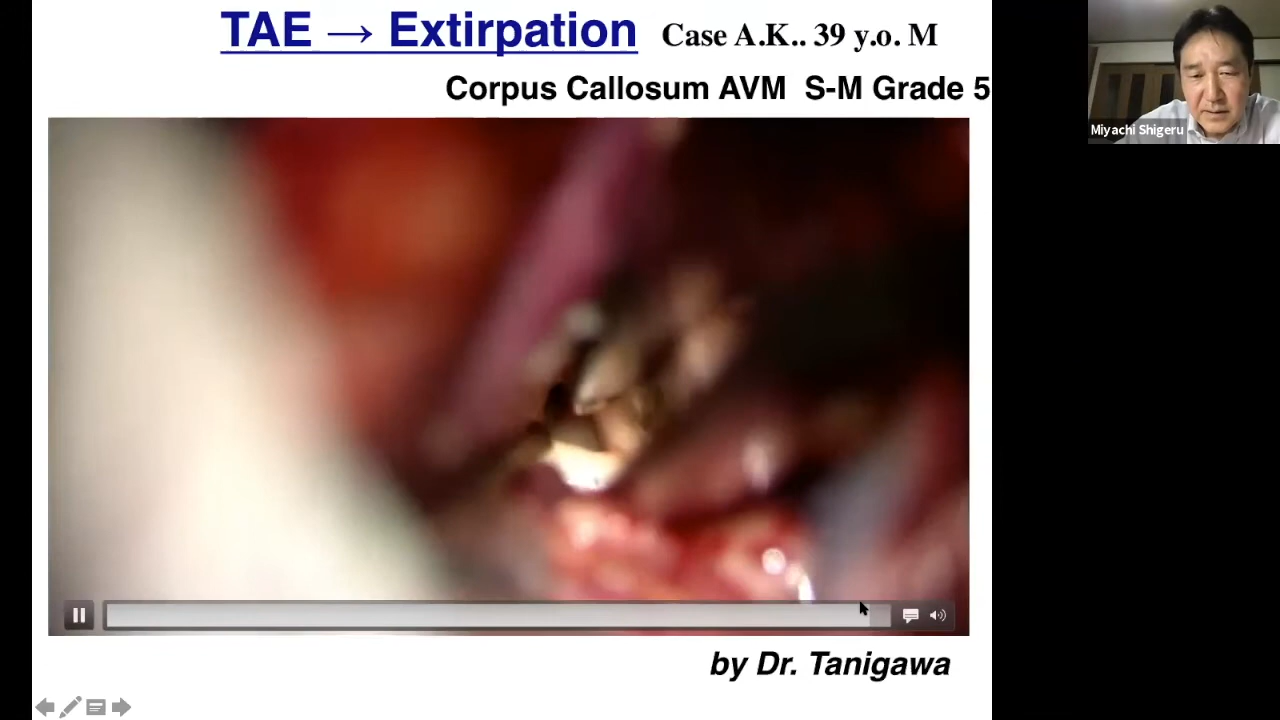 TAE → Extirpation Case A.K.. 39 y.o. M
Corpus Callosum AVM S-M Grade 5
Miyachi Shigeru
by Dr. Tanigawa